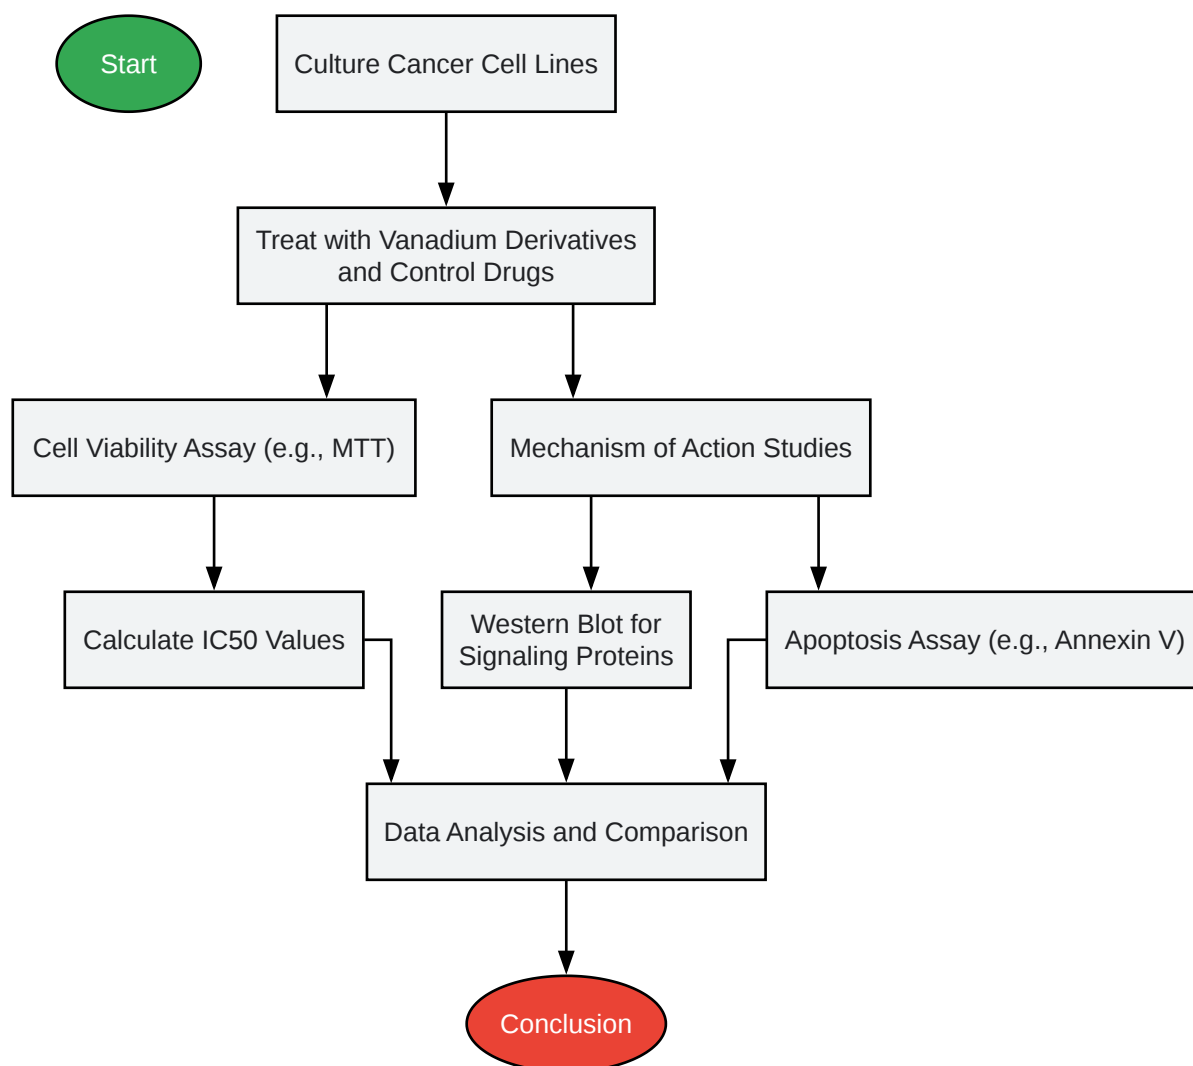 Start
Culture Cancer Cell Lines
Treat with Vanadium Derivatives
and Control Drugs
Cell Viability Assay (e.g., MTT)
Mechanism of Action Studies
Calculate IC50 Values
Western Blot for
Signaling Proteins
Apoptosis Assay (e.g., Annexin V)
Data Analysis and Comparison
Conclusion